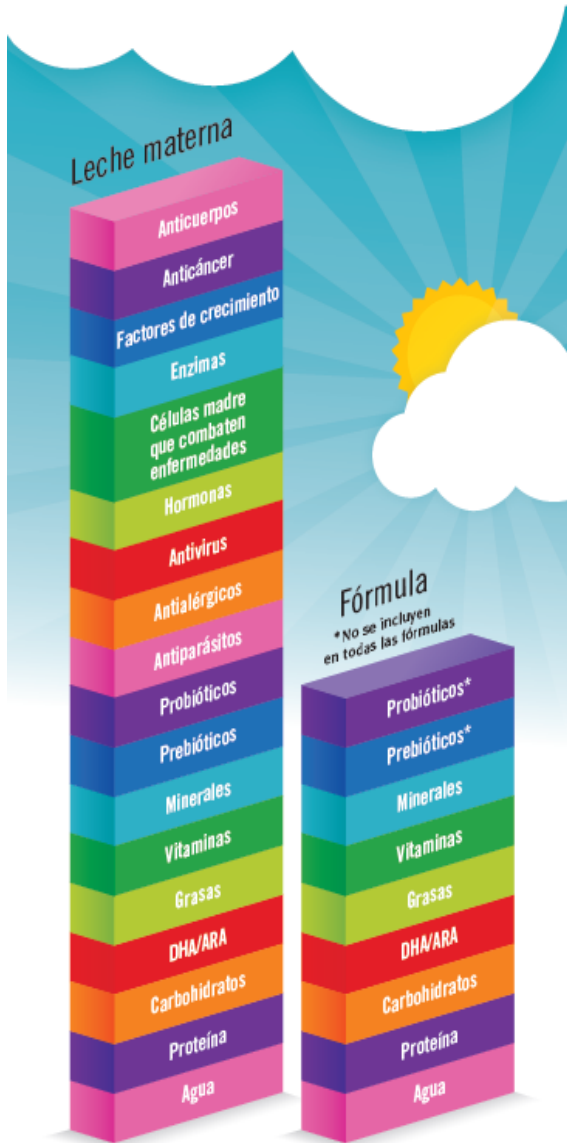 Leche materna
Anticuerpos
Anticáncer
Factores de crecimiento
Enzimas
Células madre
que combaten
enfermedades
Hormonas
Antivirus
Antialérgicos
Antiparásitos
Probióticos
Prebióticos
Minerales
Vitaminas
Grasas
DHA/ARA
Carbohidratos
Proteína
Agua
Fórmula
*No se incluyen
en todas las fórmulas
Probióticos*
Prebióticos*
Minerales
Vitaminas
Grasas
DHA/ARA
Carbohidratos
Proteína
Agua